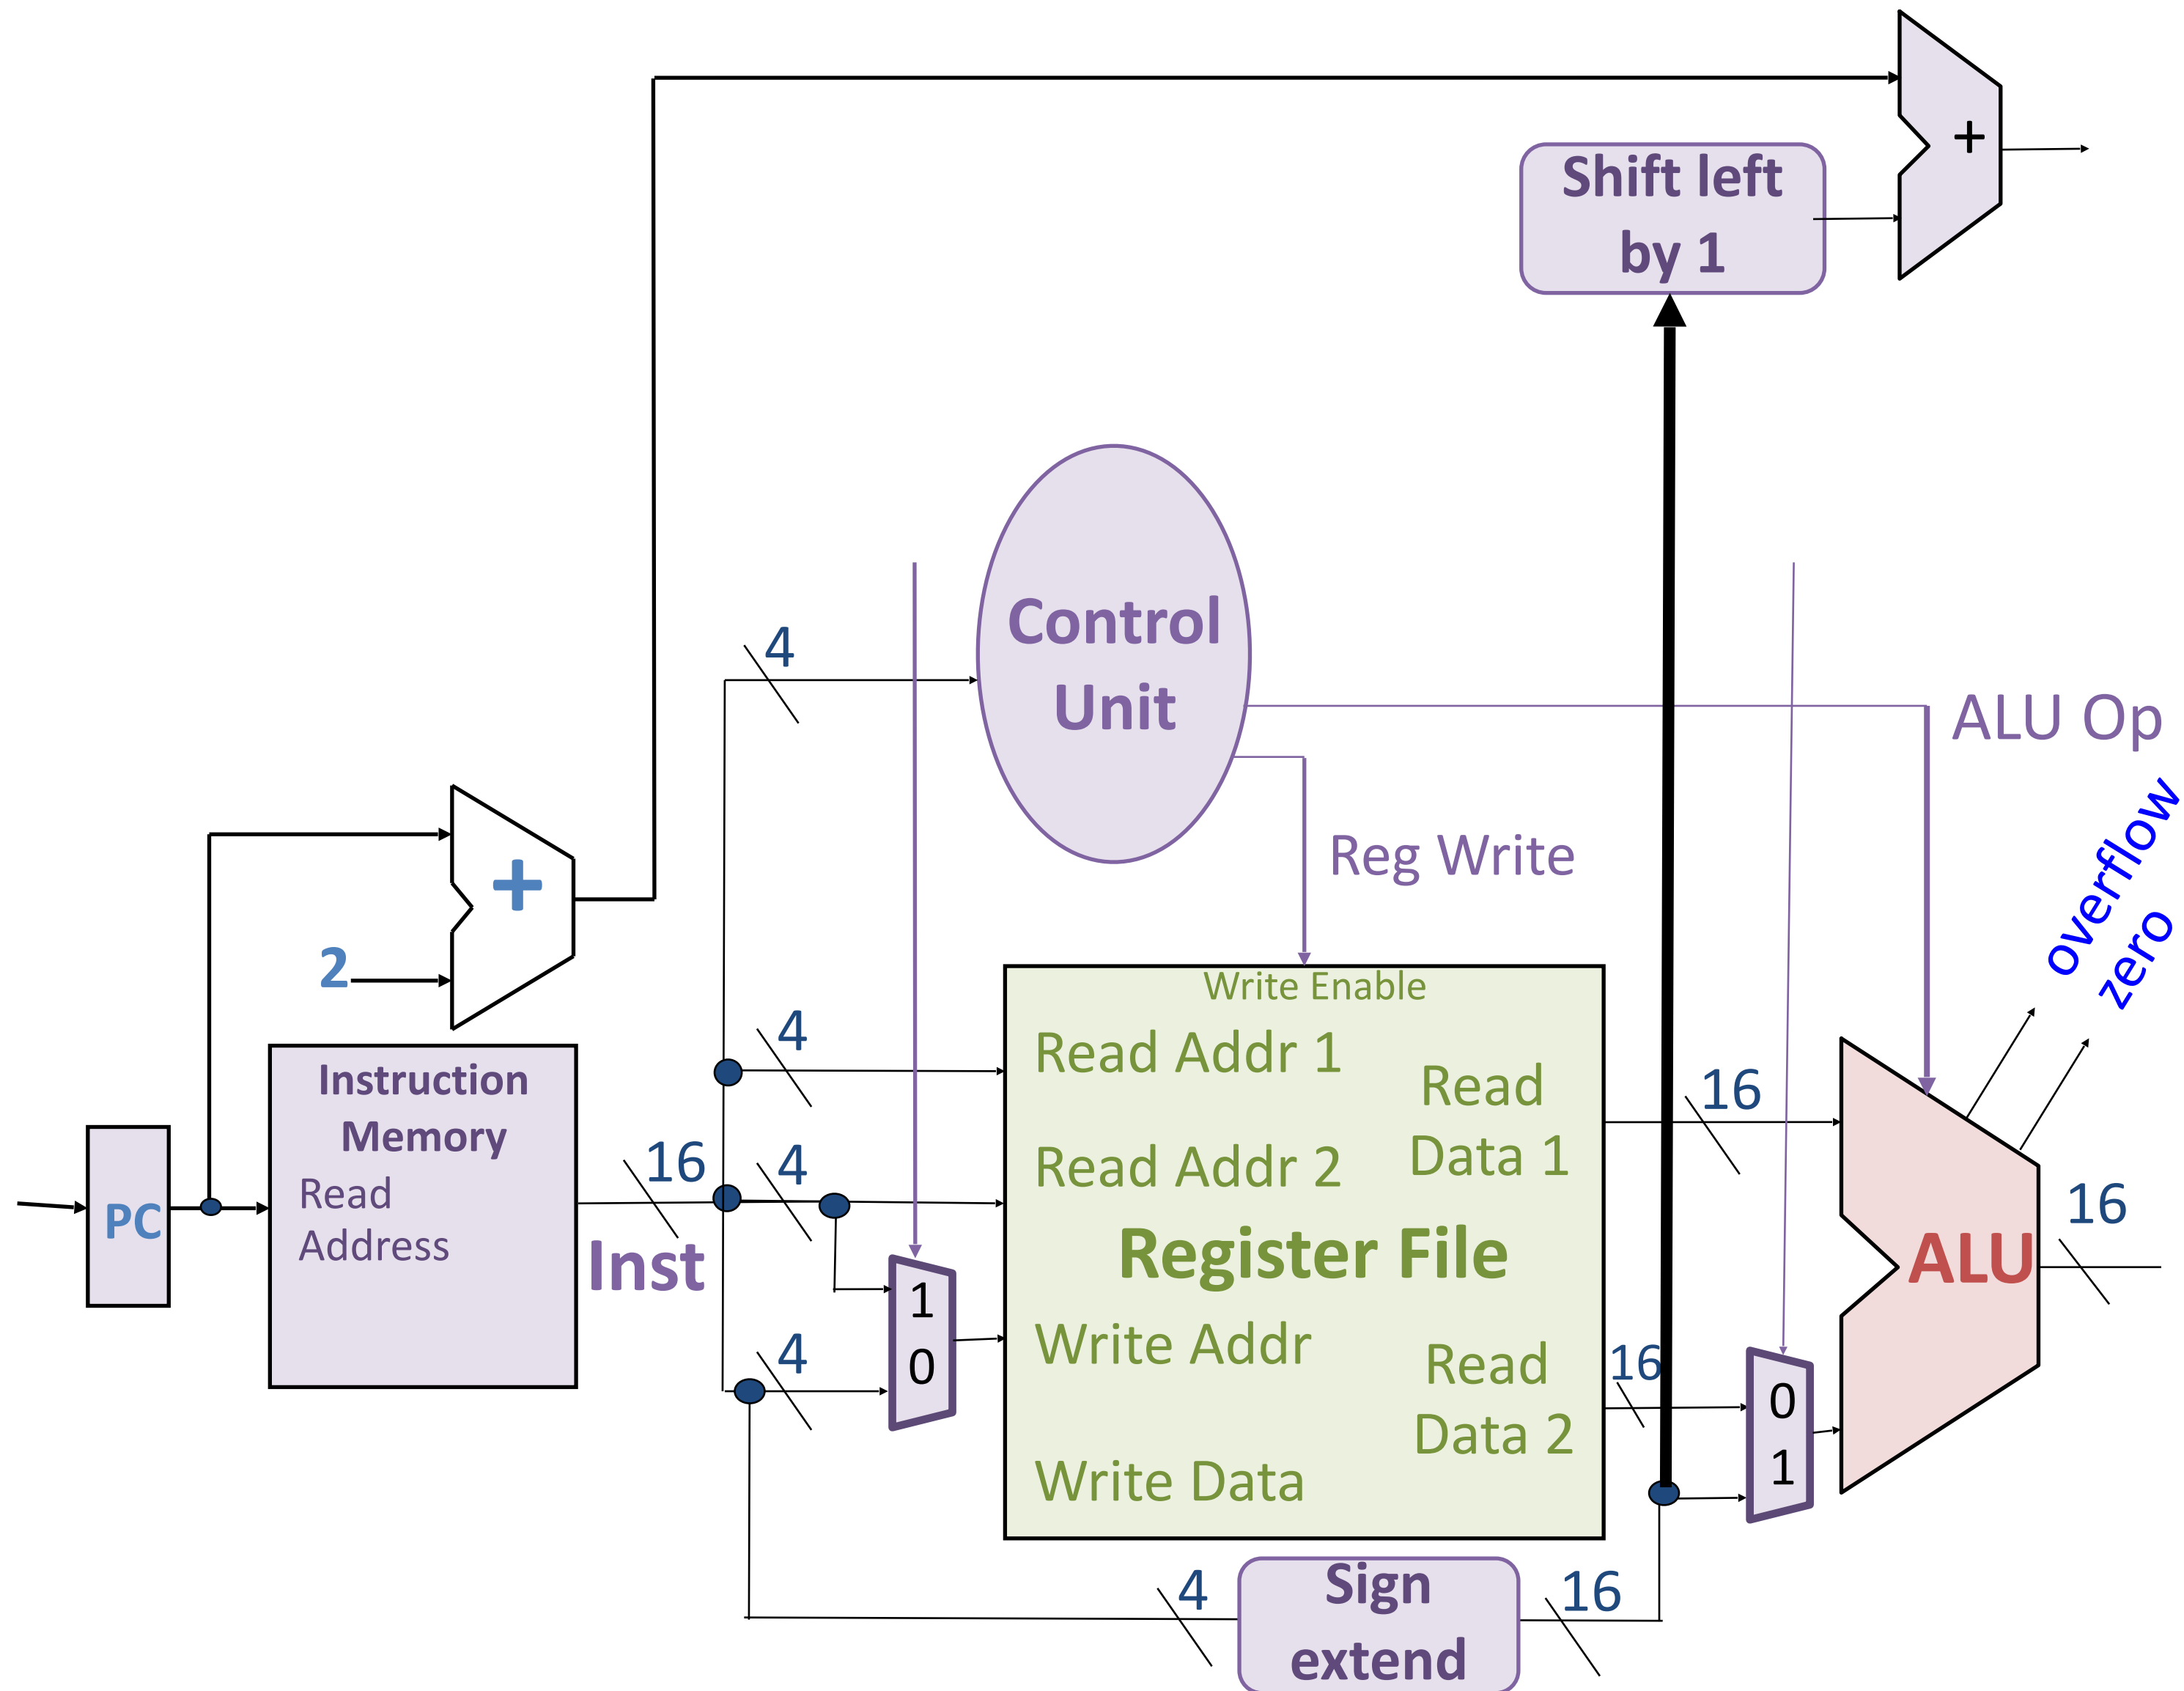 +
Shift left
by 1
4
Control
Unit
ALU Op
overflow
zero
Reg Write
+
2
Write Enable
4
Read Addr 1
Read
Data 1
16
Instruction
Memory
Read
Address
PC
16
Inst
4
Read Addr 2
Register File
ALU
16
1
0
4
Write Addr
Read
Data 2
16
0
1
Write Data
4
Sign
extend
16